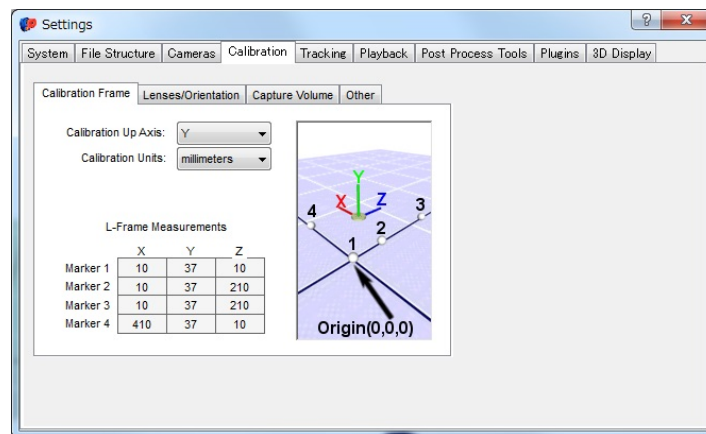 Settings
System File Structure Cameras Calibration Tracking Playback Post Process Tools Plugins 3D Display
Calibration Frame Lenses/Orientation Capture Volume Other
Calibration Up Axis: Y
Calibration Units: millimeters
L-Frame Measurements
X Y Z
Marker 1 10 37 10
Marker 2 10 37 210
Marker 3 10 37 210
Marker 4 410 37 10
Y
X Z
4 3
2
1
Origin(0,0,0)